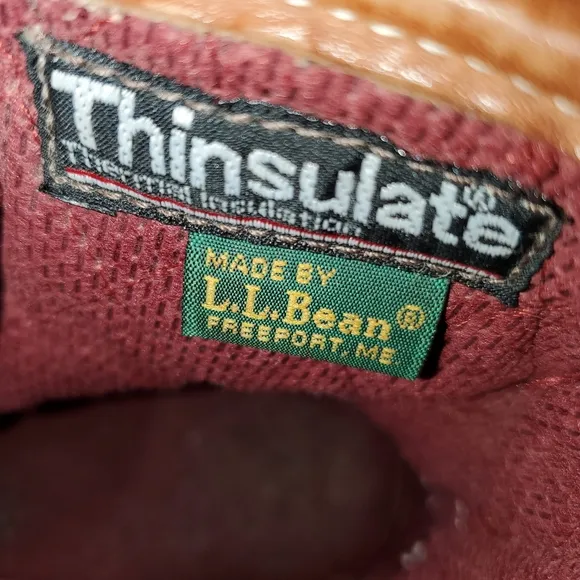 Thinsulate®
Thermal Insulation
MADE BY
L.L.Bean®
FREEPORT, ME